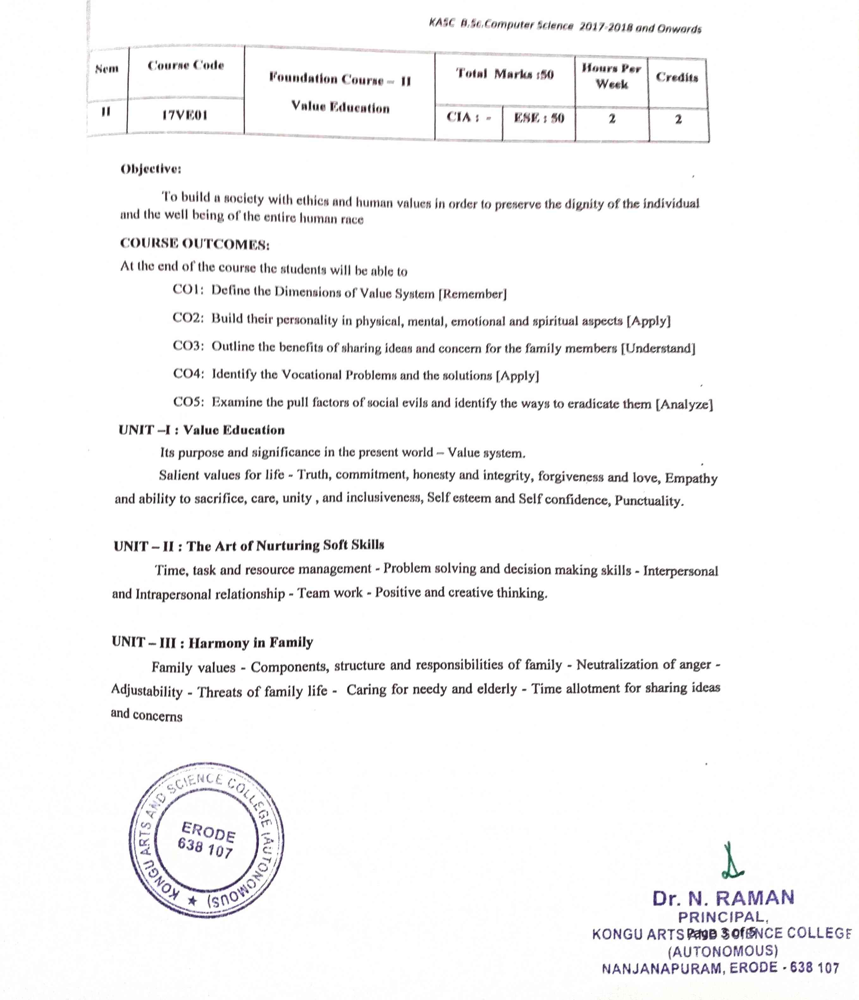 KASC B.Sc.Computer Science 2017-2018 and Onwards
Sem
Course Code
Foundation Course – II
Value Education
Total Marks :50
Hours Per
Week
Credits
II
17VE01
CIA : -
ESE : 50
2
2
Objective:
To build a society with ethics and human values in order to preserve the dignity of the individual
and the well being of the entire human race
COURSE OUTCOMES:
At the end of the course the students will be able to
CO1: Define the Dimensions of Value System [Remember]
CO2: Build their personality in physical, mental, emotional and spiritual aspects [Apply]
CO3: Outline the benefits of sharing ideas and concern for the family members [Understand]
CO4: Identify the Vocational Problems and the solutions [Apply]
CO5: Examine the pull factors of social evils and identify the ways to eradicate them [Analyze]
UNIT –I : Value Education
Its purpose and significance in the present world – Value system.
Salient values for life - Truth, commitment, honesty and integrity, forgiveness and love, Empathy
and ability to sacrifice, care, unity , and inclusiveness, Self esteem and Self confidence, Punctuality.
UNIT – II : The Art of Nurturing Soft Skills
Time, task and resource management - Problem solving and decision making skills - Interpersonal
and Intrapersonal relationship - Team work - Positive and creative thinking.
UNIT – III : Harmony in Family
Family values - Components, structure and responsibilities of family - Neutralization of anger -
Adjustability - Threats of family life - Caring for needy and elderly - Time allotment for sharing ideas
and concerns
KONGU ARTS AND SCIENCE COLLEGE (AUTONOMOUS) ★
ERODE
638 107
Dr. N. RAMAN
PRINCIPAL,
KONGU ARTS AND SCIENCE COLLEGE
Page 3 of 5
(AUTONOMOUS)
NANJANAPURAM, ERODE - 638 107